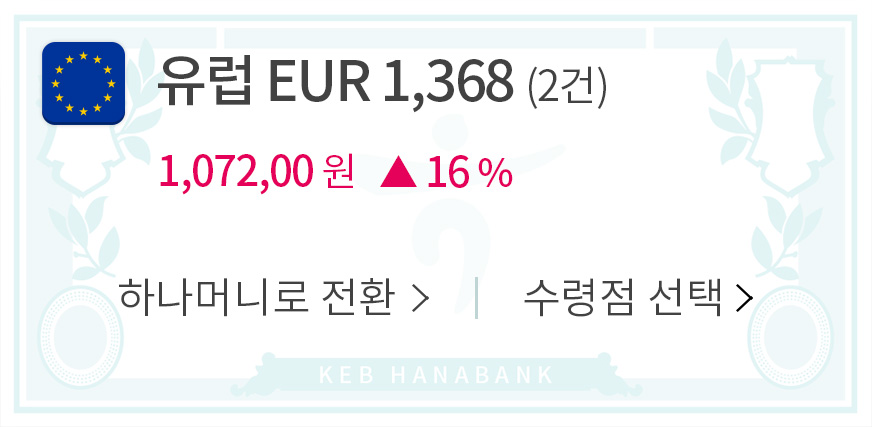 유럽 EUR 1,368 (2건)
1,072,00 원 ▲ 16 %
하나머니로 전환 > | 수령점 선택 >
KEB HANABANK